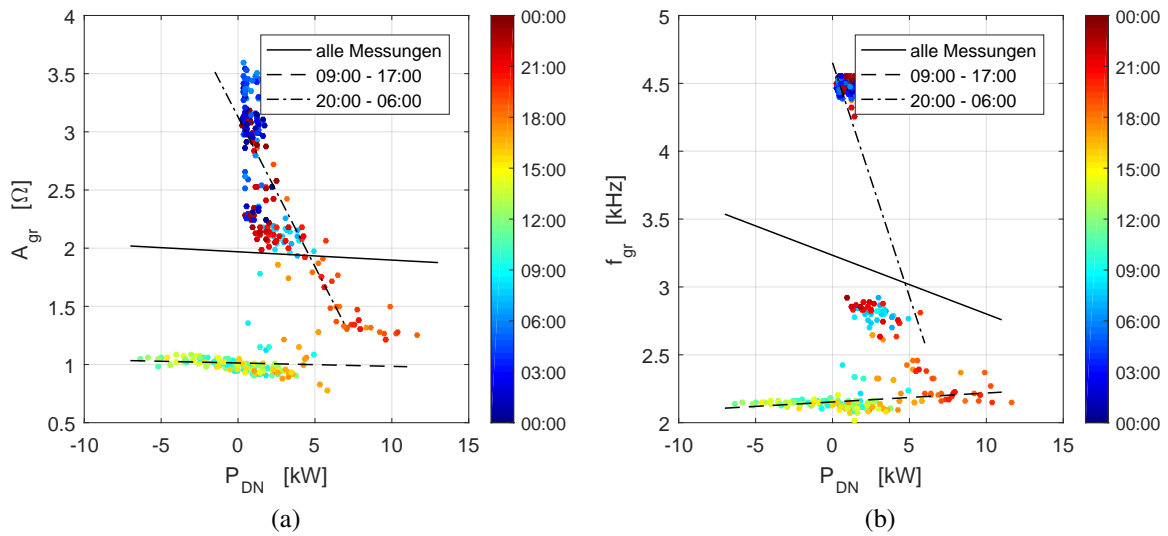 4
3.5
3
2.5
2
1.5
1
0.5
A_gr [Ω]
-10 -5 0 5 10 15
P_DN [kW]
alle Messungen
09:00 - 17:00
20:00 - 06:00
00:00
21:00
18:00
15:00
12:00
09:00
06:00
03:00
00:00
(a)
5
4.5
4
3.5
3
2.5
2
f_gr [kHz]
-10 -5 0 5 10 15
P_DN [kW]
alle Messungen
09:00 - 17:00
20:00 - 06:00
00:00
21:00
18:00
15:00
12:00
09:00
06:00
03:00
00:00
(b)